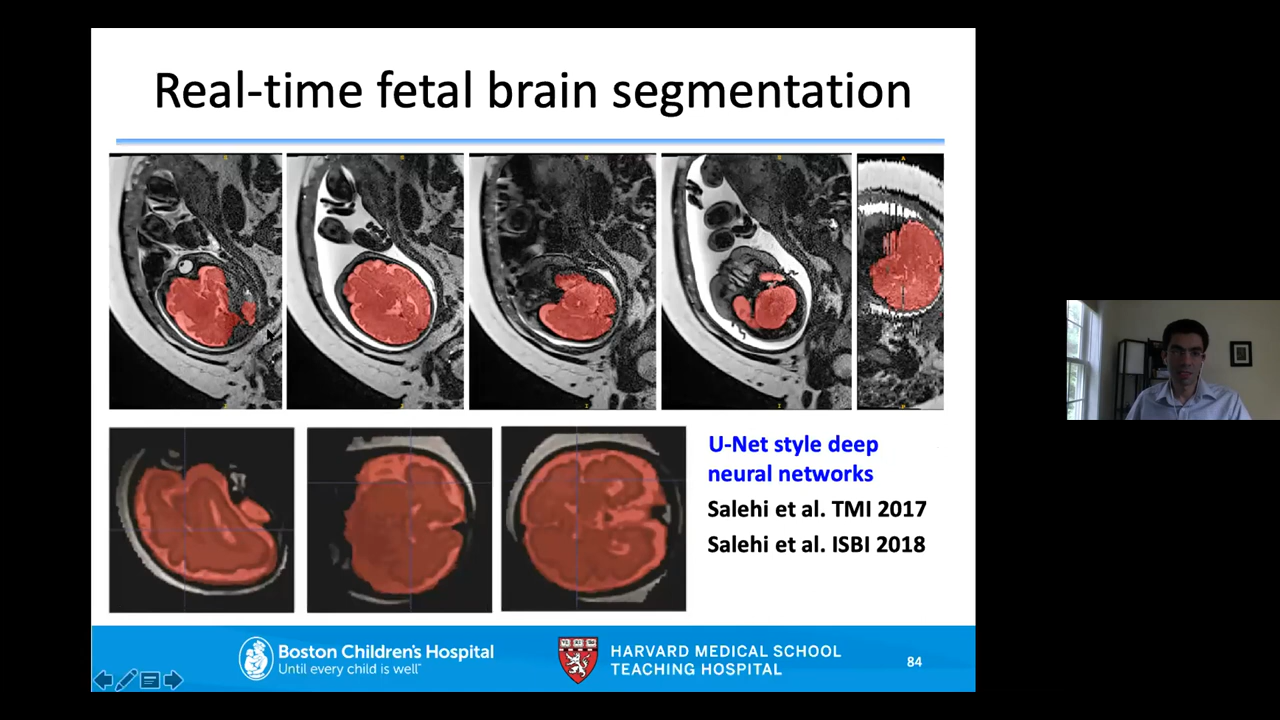 Real-time fetal brain segmentation
U-Net style deep
neural networks
Salehi et al. TMI 2017
Salehi et al. ISBI 2018
Boston Children's Hospital
Until every child is well™
HARVARD MEDICAL SCHOOL
TEACHING HOSPITAL
84